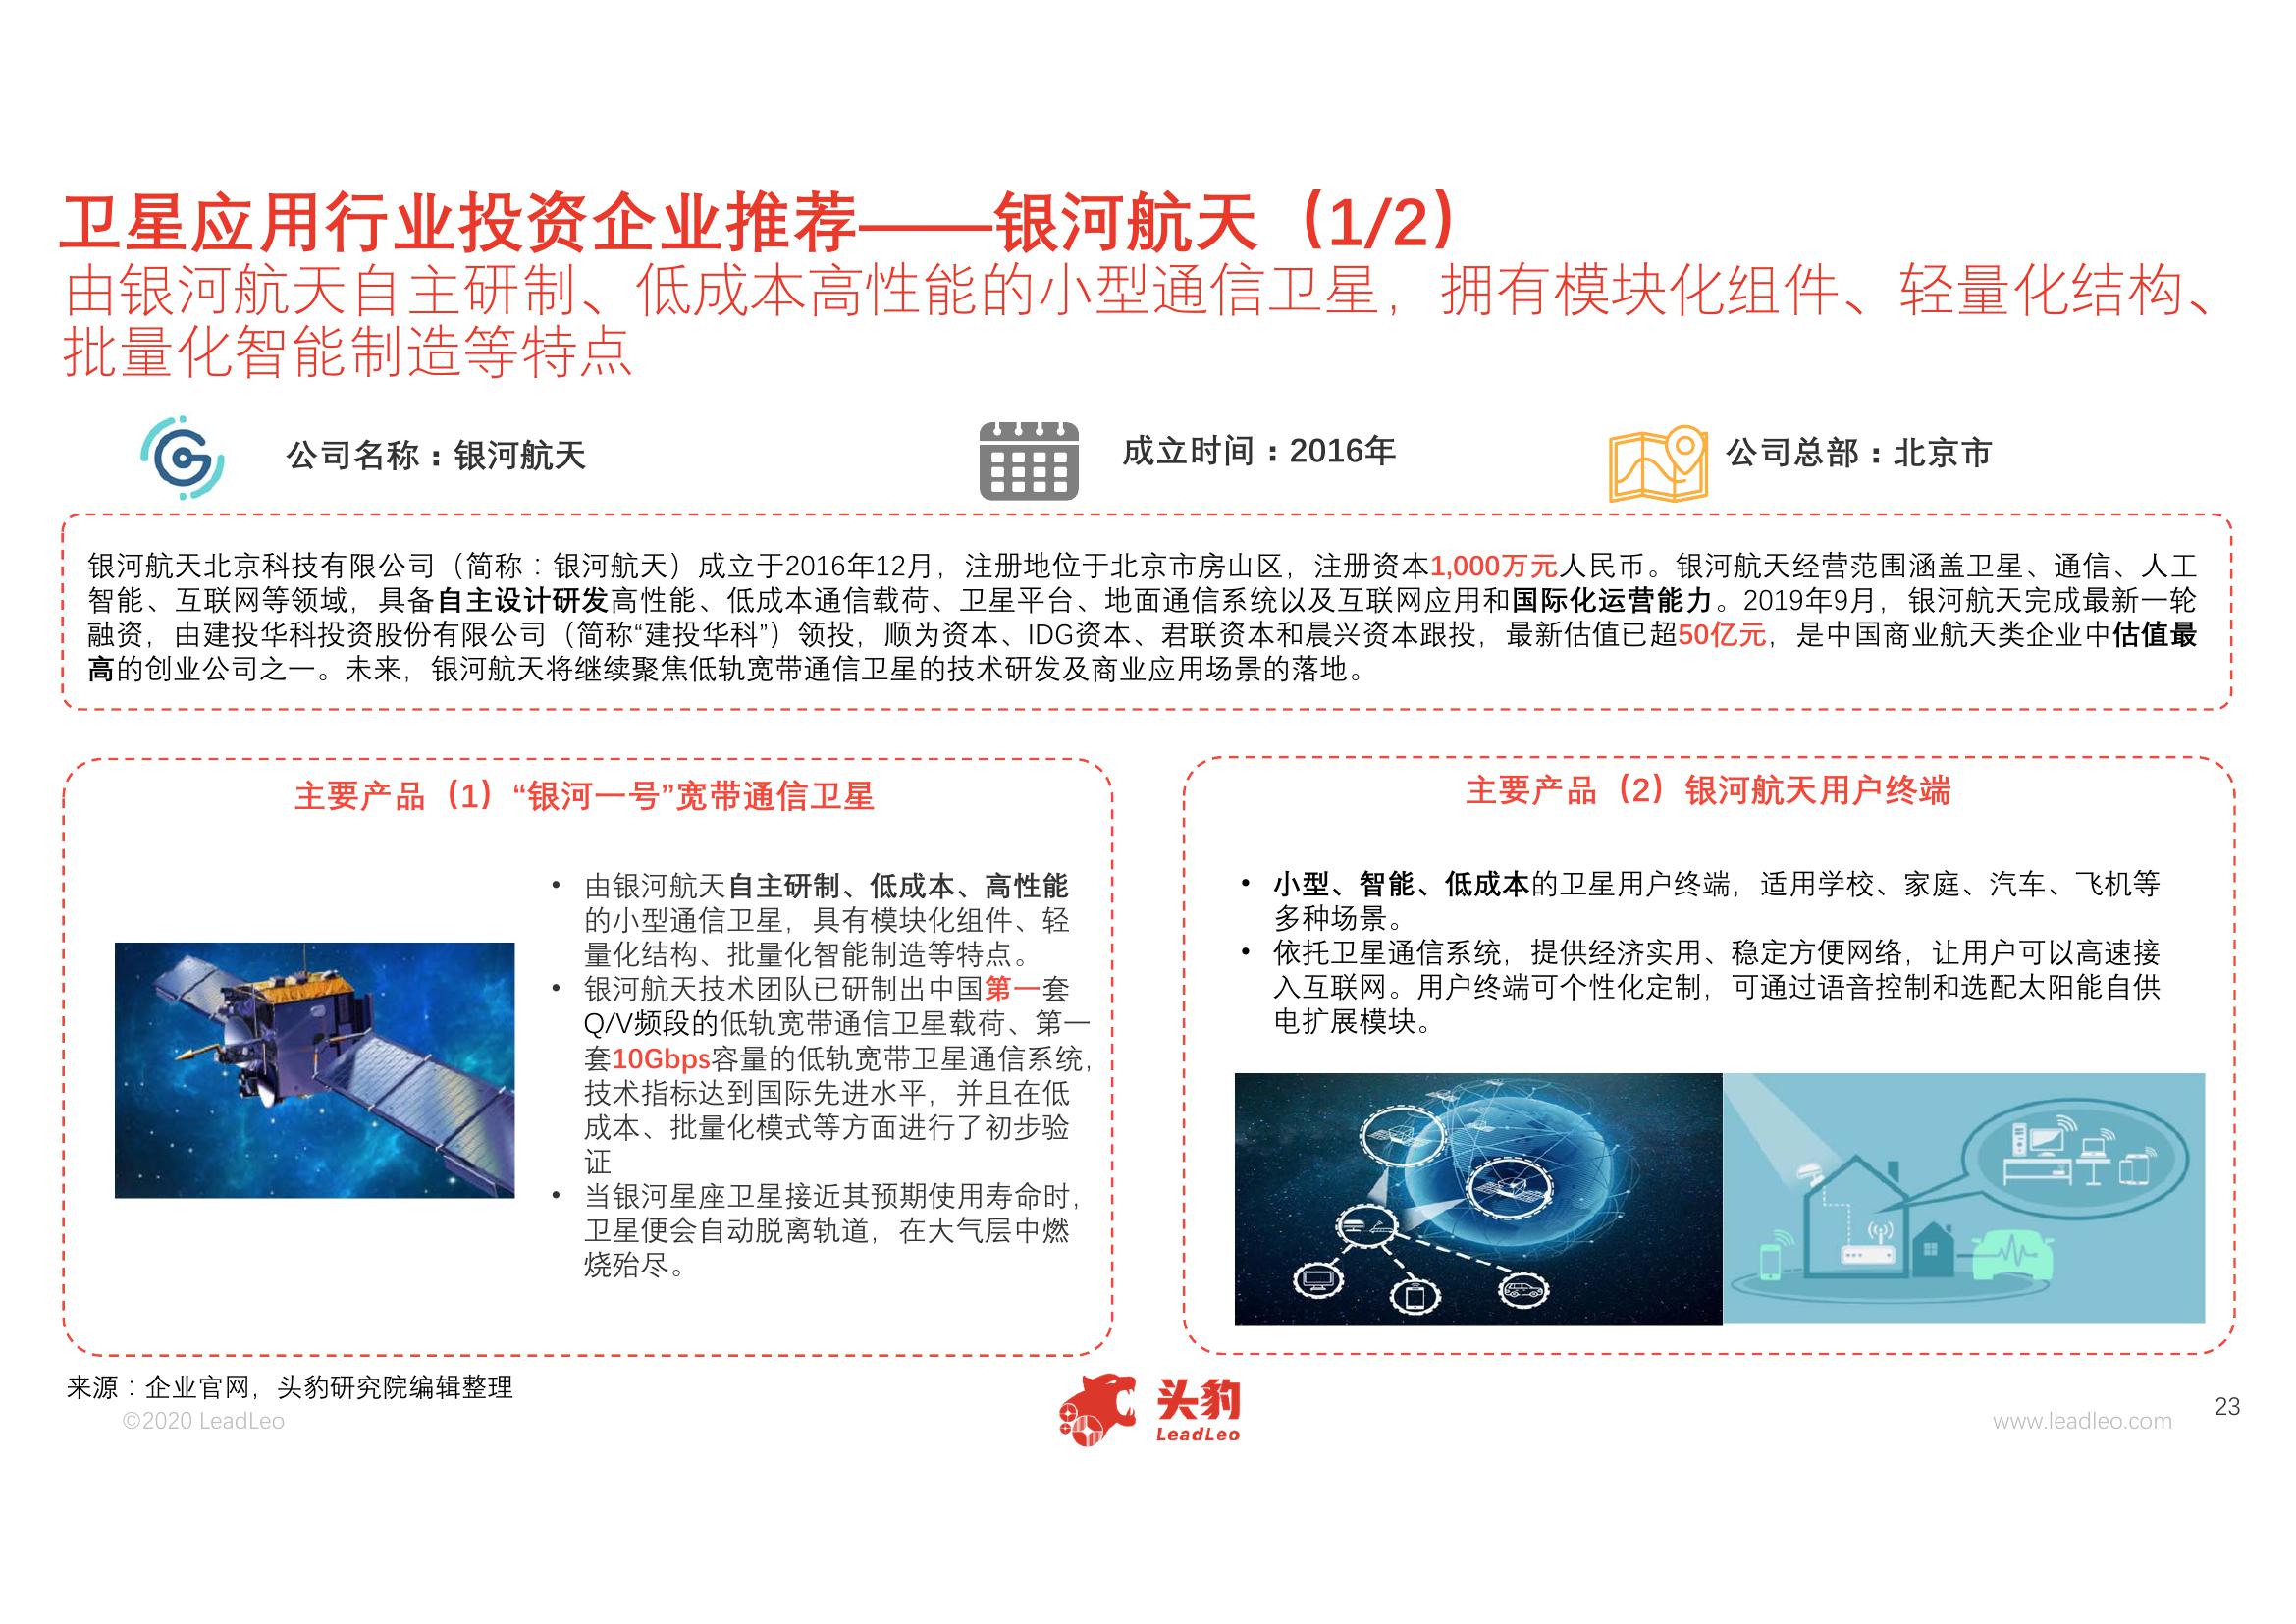 卫星应用行业投资企业推荐——银河航天（1/2）
由银河航天自主研制、低成本高性能的小型通信卫星，拥有模块化组件、轻量化结构、
批量化智能制造等特点
公司名称：银河航天
成立时间：2016年
公司总部：北京市
银河航天北京科技有限公司（简称：银河航天）成立于2016年12月，注册地位于北京市房山区，注册资本1,000万元人民币。银河航天经营范围涵盖卫星、通信、人工
智能、互联网等领域，具备自主设计研发高性能、低成本通信载荷、卫星平台、地面通信系统以及互联网应用和国际化运营能力。2019年9月，银河航天完成最新一轮
融资，由建投华科投资股份有限公司（简称“建投华科”）领投，顺为资本、IDG资本、君联资本和晨兴资本跟投，最新估值已超50亿元，是中国商业航天类企业中估值最
高的创业公司之一。未来，银河航天将继续聚焦低轨宽带通信卫星的技术研发及商业应用场景的落地。
主要产品（1）“银河一号”宽带通信卫星
• 由银河航天自主研制、低成本、高性能
的小型通信卫星，具有模块化组件、轻
量化结构、批量化智能制造等特点。
• 银河航天技术团队已研制出中国第一套
Q/V频段的低轨宽带通信卫星载荷、第一
套10Gbps容量的低轨宽带卫星通信系统，
技术指标达到国际先进水平，并且在低
成本、批量化模式等方面进行了初步验
证
• 当银河星座卫星接近其预期使用寿命时，
卫星便会自动脱离轨道，在大气层中燃
烧殆尽。
主要产品（2）银河航天用户终端
• 小型、智能、低成本的卫星用户终端，适用学校、家庭、汽车、飞机等
多种场景。
• 依托卫星通信系统，提供经济实用、稳定方便网络，让用户可以高速接
入互联网。用户终端可个性化定制，可通过语音控制和选配太阳能自供
电扩展模块。
来源：企业官网，头豹研究院编辑整理
©2020 LeadLeo
头豹
LeadLeo
www.leadleo.com
23